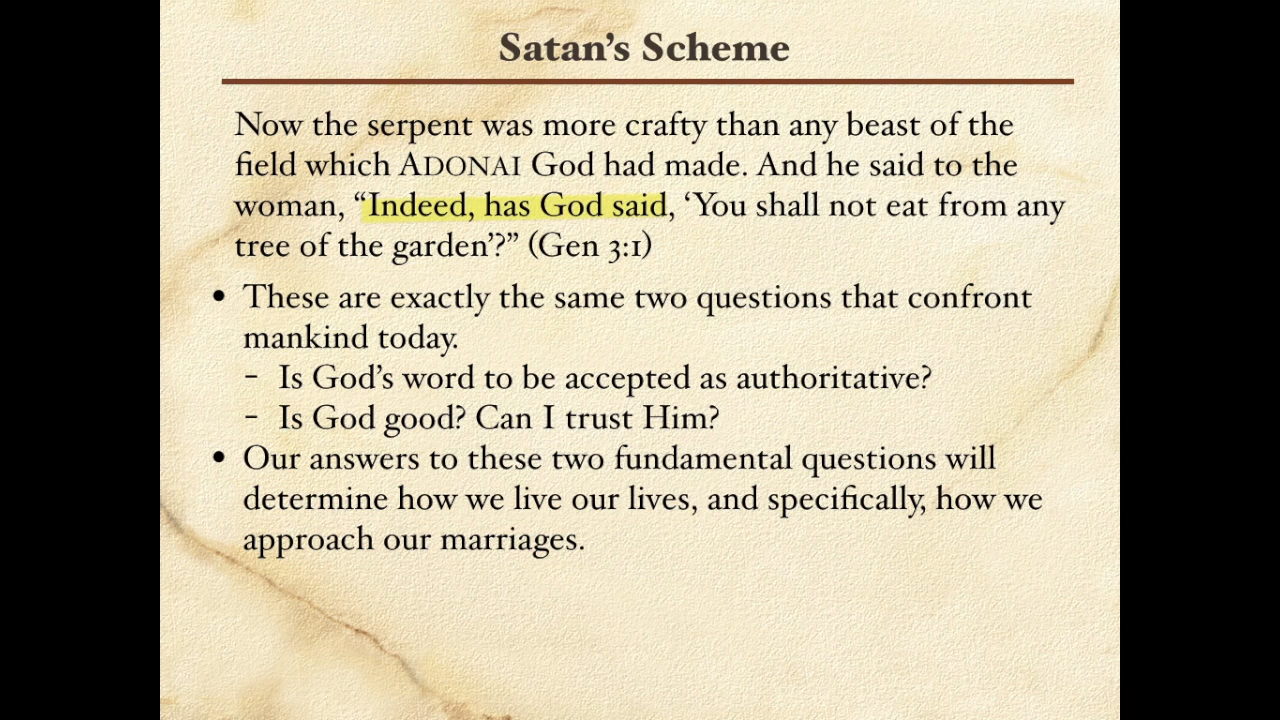 Satan’s Scheme
Now the serpent was more crafty than any beast of the
field which ADONAI God had made. And he said to the
woman, “Indeed, has God said, ‘You shall not eat from any
tree of the garden’?” (Gen 3:1)
• These are exactly the same two questions that confront
mankind today.
– Is God’s word to be accepted as authoritative?
– Is God good? Can I trust Him?
• Our answers to these two fundamental questions will
determine how we live our lives, and specifically, how we
approach our marriages.